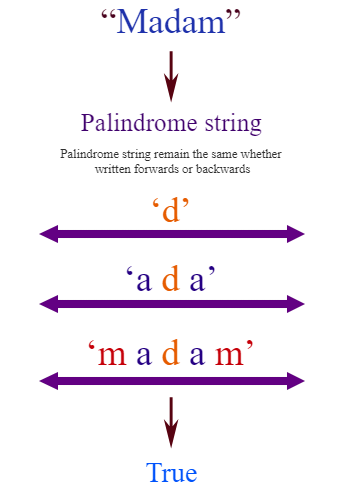 “Madam”
Palindrome string
Palindrome string remain the same whether
written forwards or backwards
‘d’
‘a d a’
‘m a d a m’
True